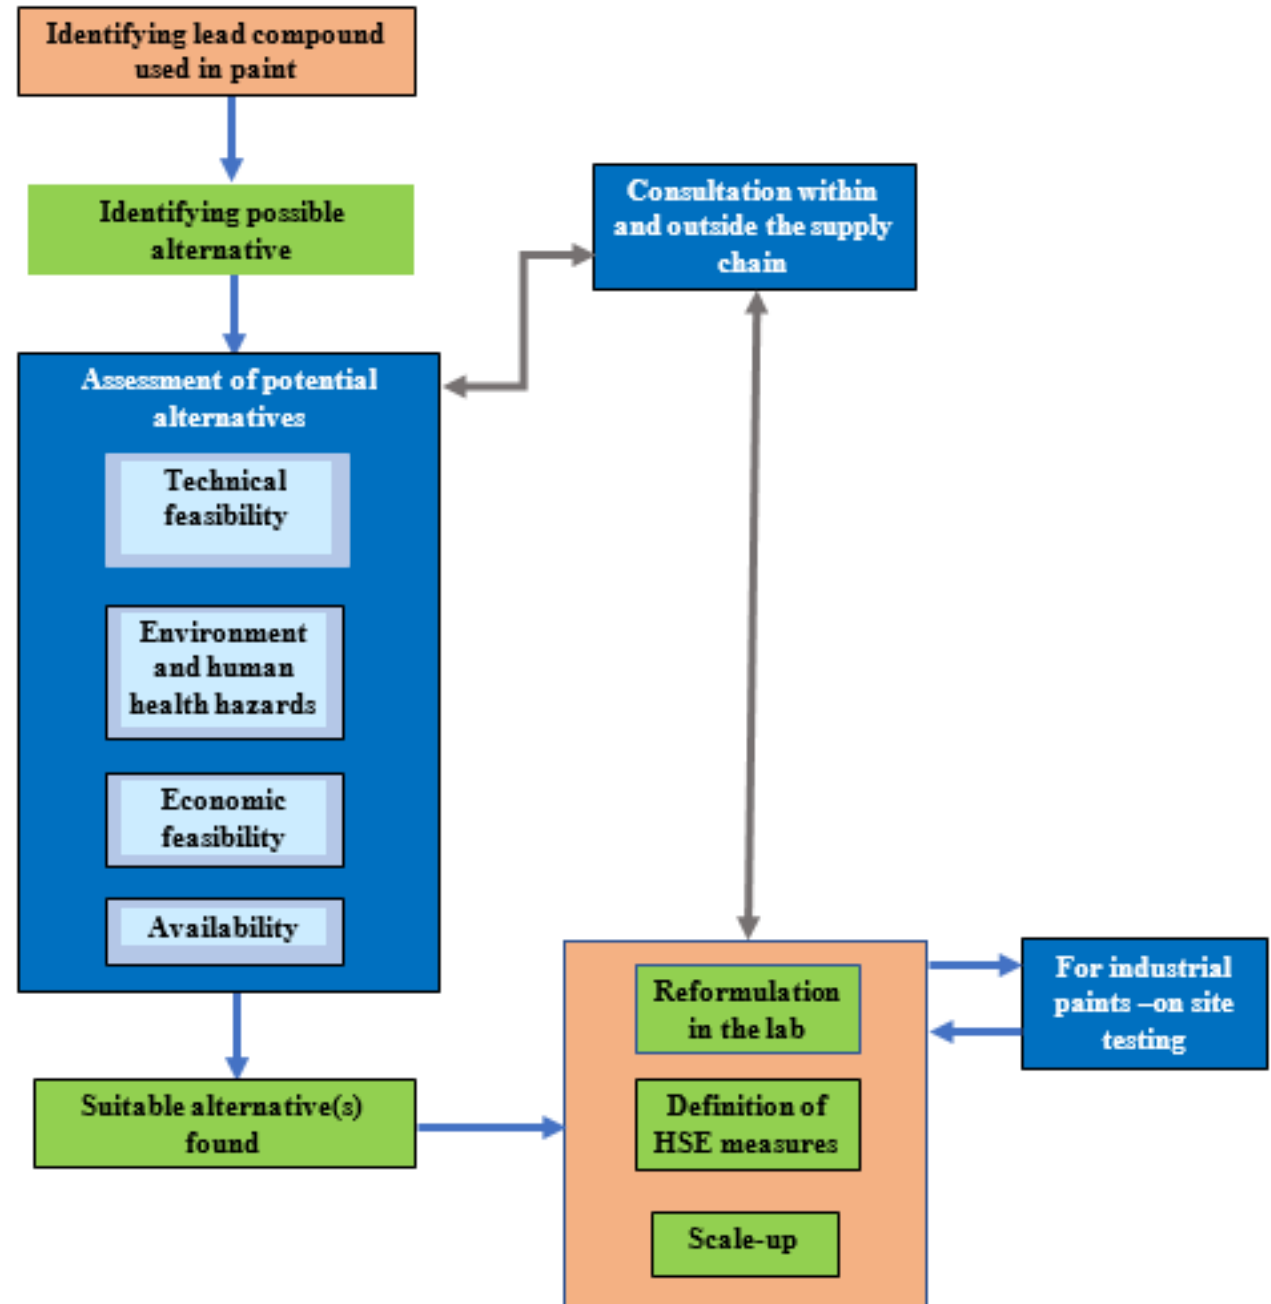 Identifying lead compound
used in paint
Identifying possible
alternative
Consultation within
and outside the supply
chain
Assessment of potential
alternatives
Technical
feasibility
Environment
and human
health hazards
Economic
feasibility
Availability
Suitable alternative(s)
found
Reformulation
in the lab
Definition of
HSE measures
Scale-up
For industrial
paints –on site
testing